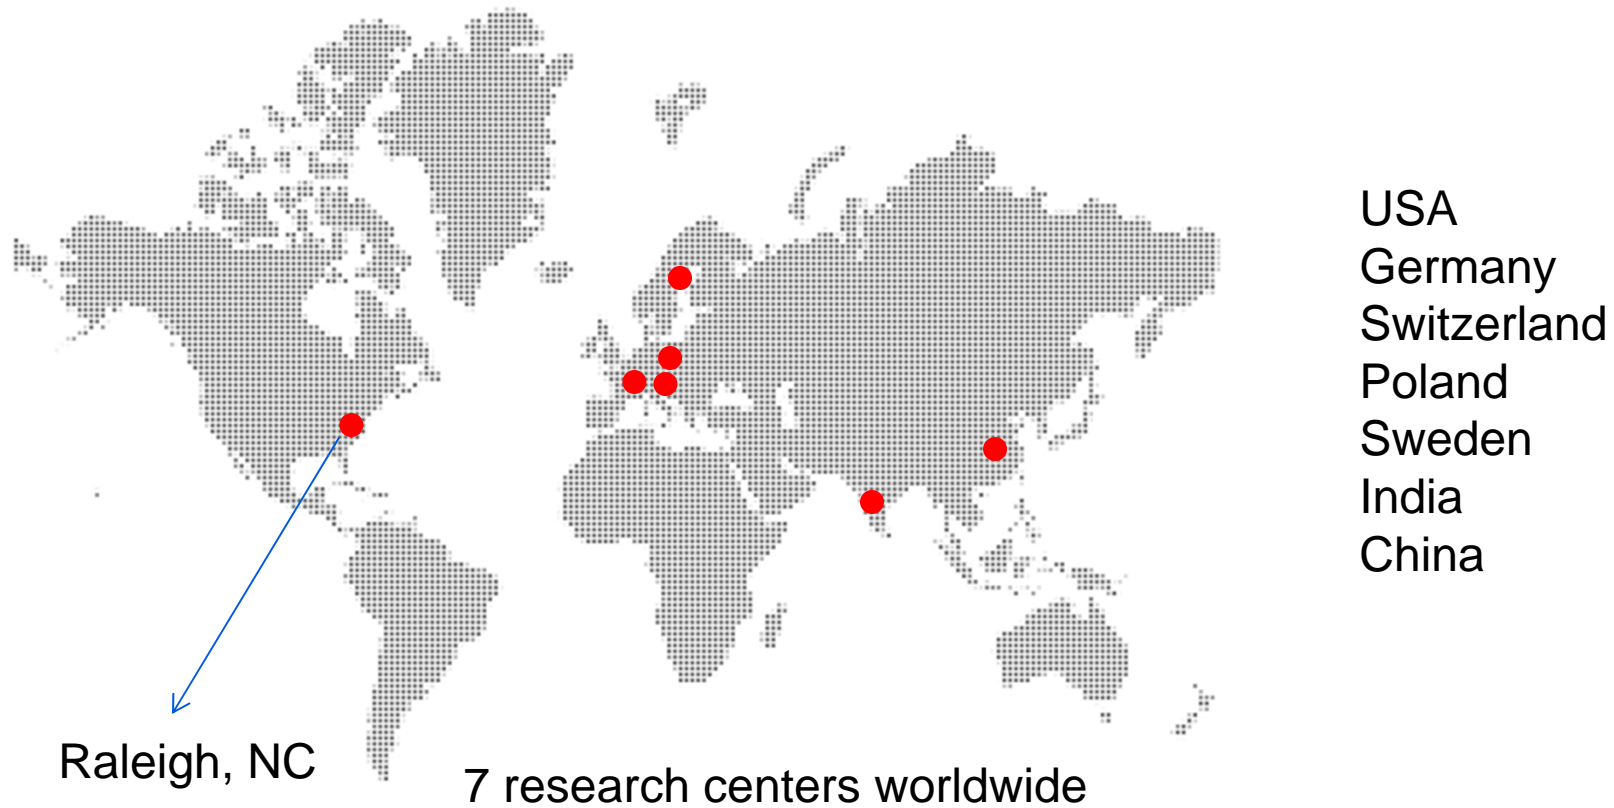 USA
Germany
Switzerland
Poland
Sweden
India
China
Raleigh, NC
7 research centers worldwide